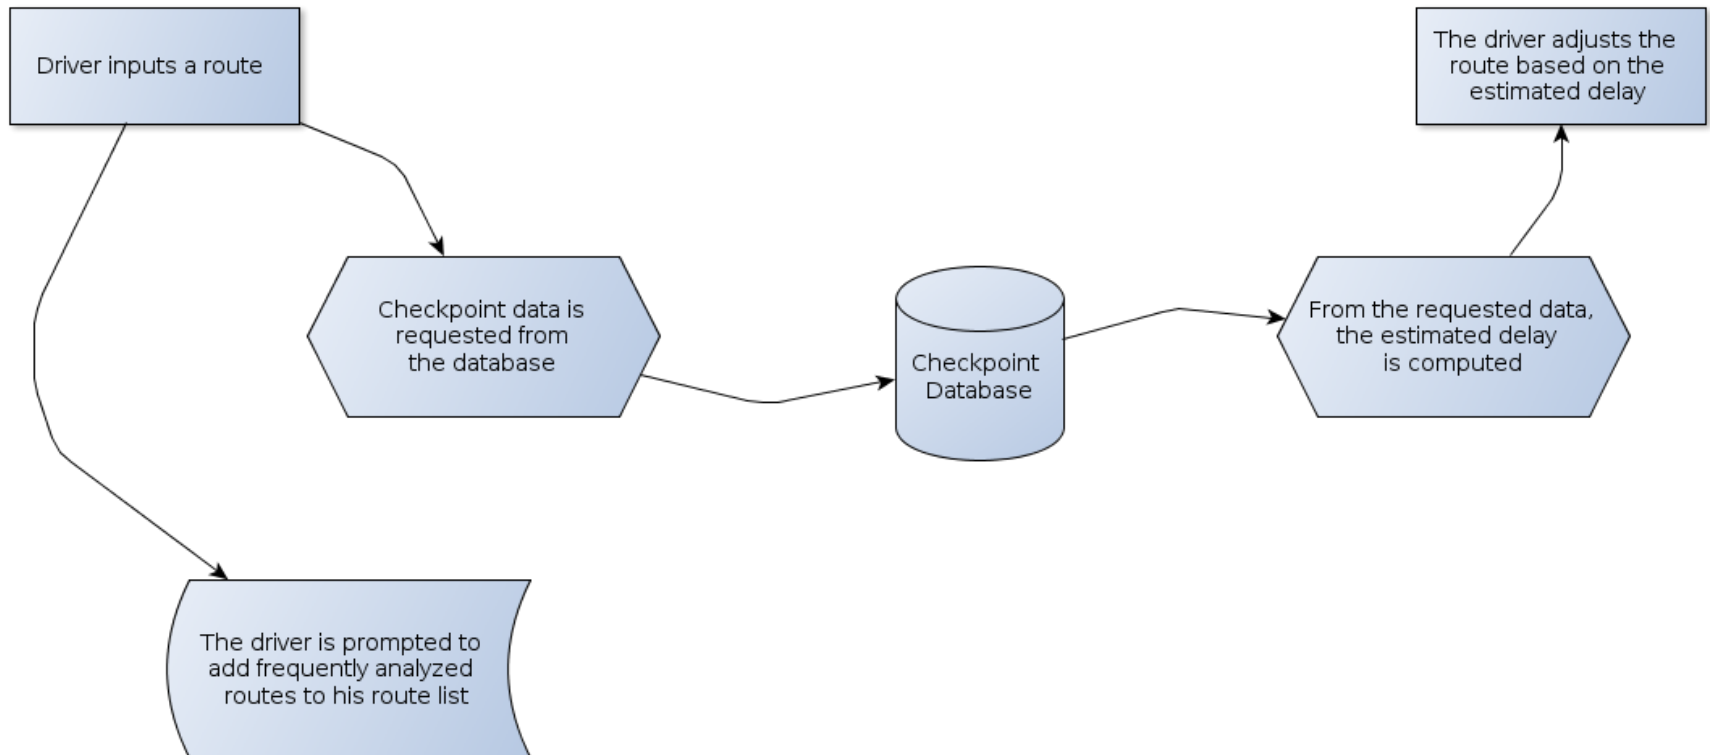 Driver inputs a route
The driver adjusts the
route based on the
estimated delay
Checkpoint data is
requested from
the database
Checkpoint
Database
From the requested data,
the estimated delay
is computed
The driver is prompted to
add frequently analyzed
routes to his route list